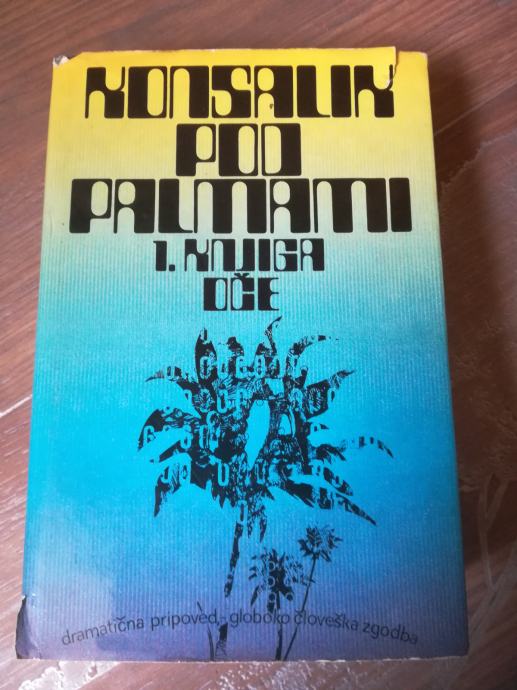 KONSALIK
POD
PALMAMI
1. KNJIGA
OČE
dramatična pripoved - globoko človeška zgodba